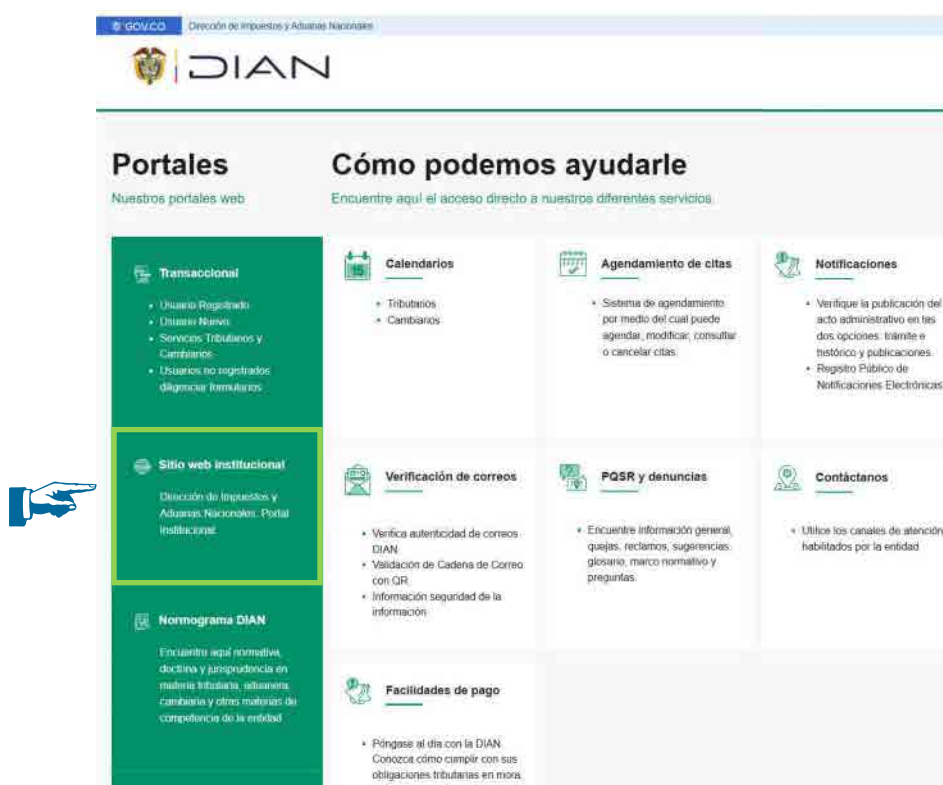 GOV.CO
Dirección de Impuestos y Aduanas Nacionales
DIAN
Portales
Nuestros portales web
Cómo podemos ayudarle
Encuentre aquí el acceso directo a nuestros diferentes servicios.
Transaccional
• Usuario Registrado
• Usuario Nuevo
• Servicios Tributarios y
Cambiarios
• Usuarios no registrados
diligenciar formularios
Calendarios
• Tributarios
• Cambiarios
Agendamiento de citas
• Sistema de agendamiento
por medio del cual puede
agendar, modificar, consultar
o cancelar citas.
Notificaciones
• Verifique la publicación del
acto administrativo en las
dos opciones: trámite e
histórico y publicaciones.
• Registro Público de
Notificaciones Electrónicas
Sitio web institucional
Dirección de Impuestos y
Aduanas Nacionales. Portal
Institucional.
Verificación de correos
• Verifica autenticidad de correos
DIAN
• Validación de Cadena de Correo
con QR
• Información seguridad de la
información
PQSR y denuncias
• Encuentre información general,
quejas, reclamos, sugerencias,
glosario, marco normativo y
preguntas.
Contáctanos
• Utilice los canales de atención
habilitados por la entidad
Normograma DIAN
Encuentre aquí normativa,
doctrina y jurisprudencia en
materia tributaria, aduanera,
cambiaria y otras materias de
competencia de la entidad
Facilidades de pago
• Póngase al día con la DIAN.
Conozca cómo cumplir con sus
obligaciones tributarias en mora.